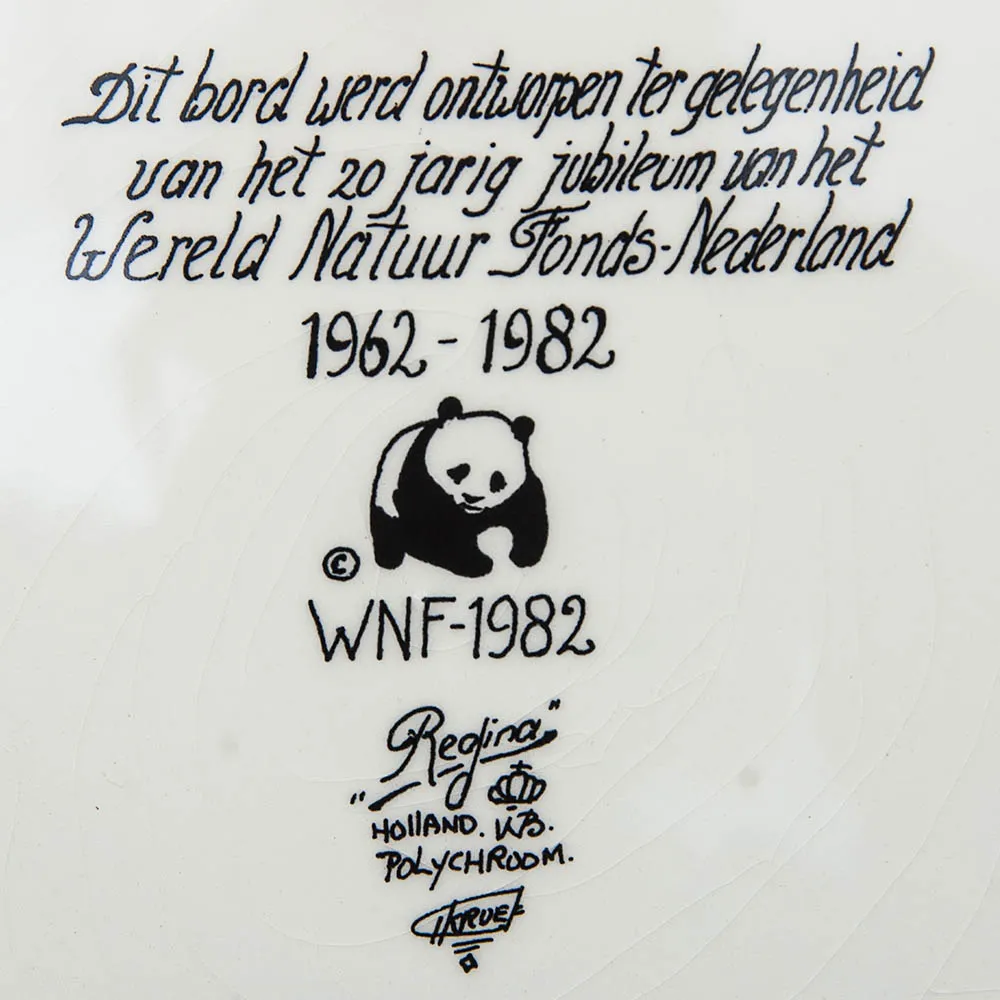 Dit bord werd ontworpen ter gelegenheid
van het 20 jarig jubileum van het
Wereld Natuur Fonds-Nederland
1962 - 1982
©
WNF-1982
"Regina"
HOLLAND. W.B.
POLYCHROOM.